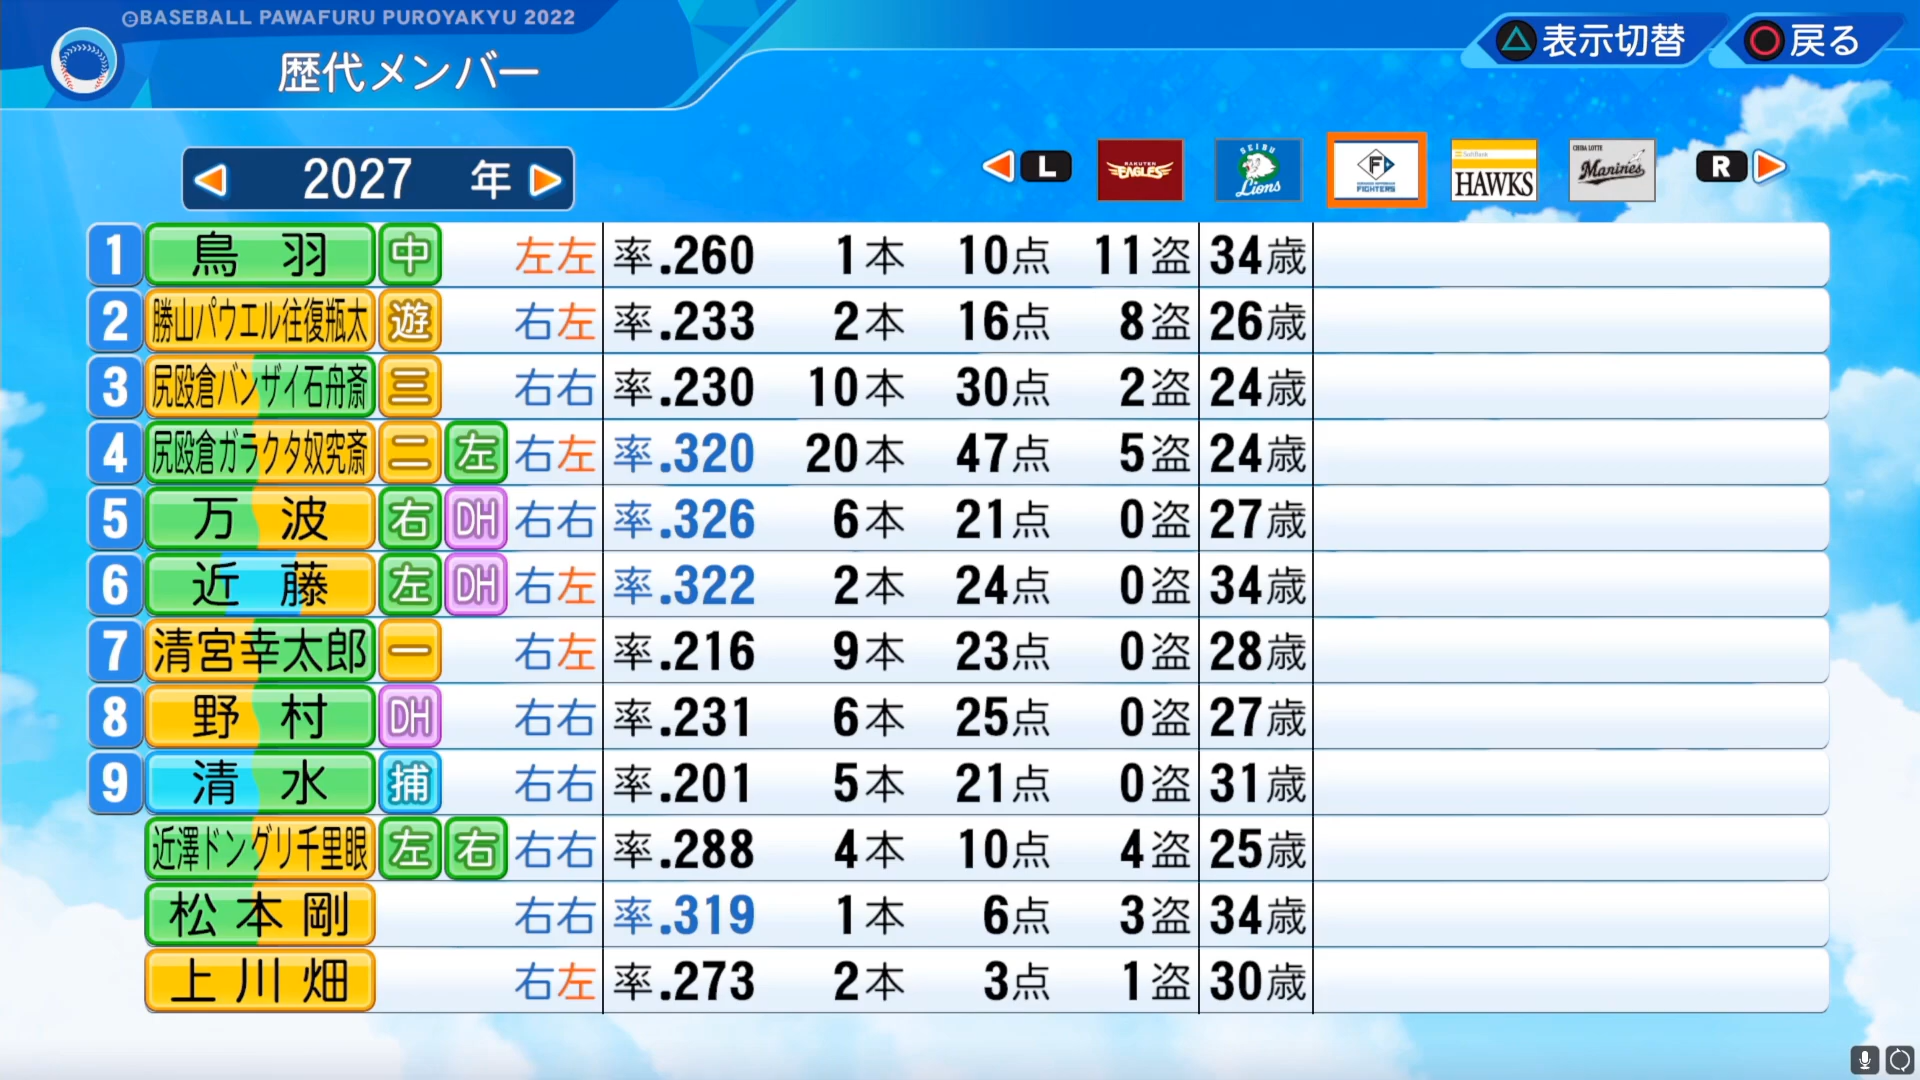 ©BASEBALL PAWAFURU PUROYAKYU 2022
歴代メンバー
表示切替
戻る
2027 年
L
RAKUTEN EAGLES
SEIBU Lions
F FIGHTERS
SoftBank HAWKS
CHIBA LOTTE Marines
R
1 鳥羽 中 左左 率.260 1本 10点 11盗 34歳
2 勝山パウエル往復瓶太 遊 右左 率.233 2本 16点 8盗 26歳
3 尻殴倉バンザイ石舟斎 三 右右 率.230 10本 30点 2盗 24歳
4 尻殴倉ガラクタ奴究斎 二 左 右左 率.320 20本 47点 5盗 24歳
5 万波 右 DH 右右 率.326 6本 21点 0盗 27歳
6 近藤 左 DH 右左 率.322 2本 24点 0盗 34歳
7 清宮幸太郎 一 右左 率.216 9本 23点 0盗 28歳
8 野村 DH 右右 率.231 6本 25点 0盗 27歳
9 清水 捕 右右 率.201 5本 21点 0盗 31歳
近澤ドングリ千里眼 左 右 右右 率.288 4本 10点 4盗 25歳
松本剛 右右 率.319 1本 6点 3盗 34歳
上川畑 右左 率.273 2本 3点 1盗 30歳